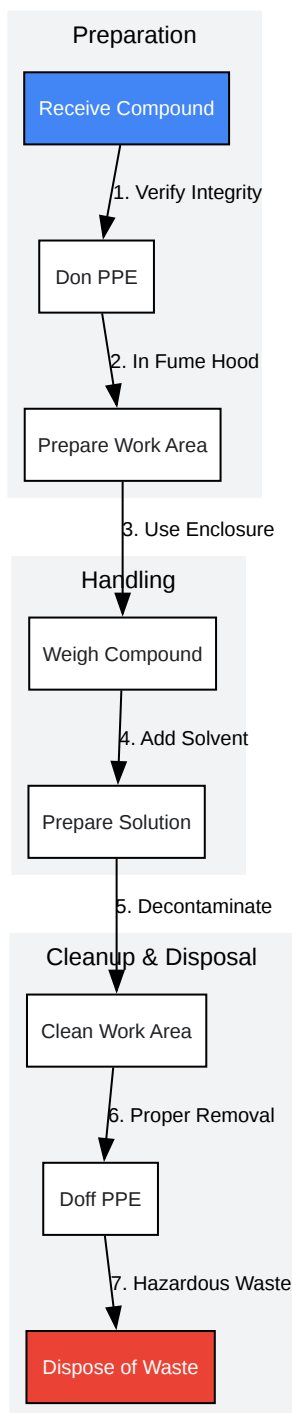 Preparation
Receive Compound
1. Verify Integrity
Don PPE
2. In Fume Hood
Prepare Work Area
3. Use Enclosure
Handling
Weigh Compound
4. Add Solvent
Prepare Solution
5. Decontaminate
Cleanup & Disposal
Clean Work Area
6. Proper Removal
Doff PPE
7. Hazardous Waste
Dispose of Waste